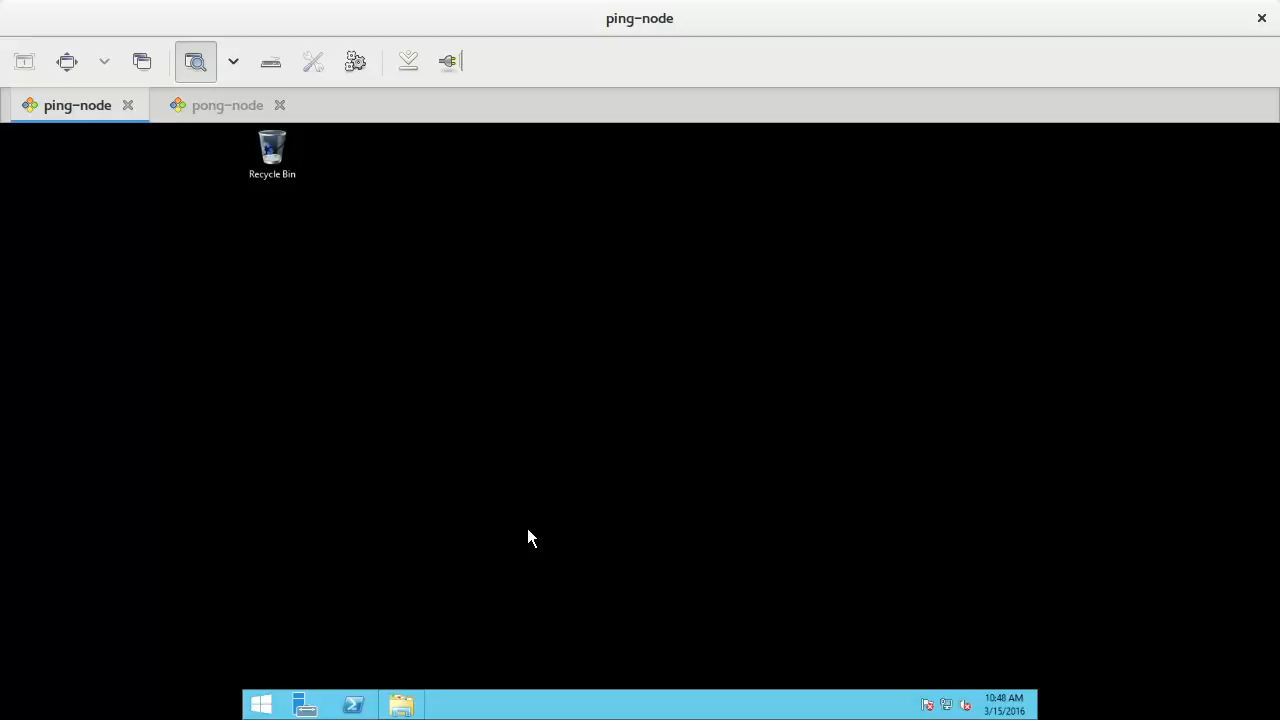 ping-node
ping-node
pong-node
Recycle Bin
10:48 AM
3/15/2016